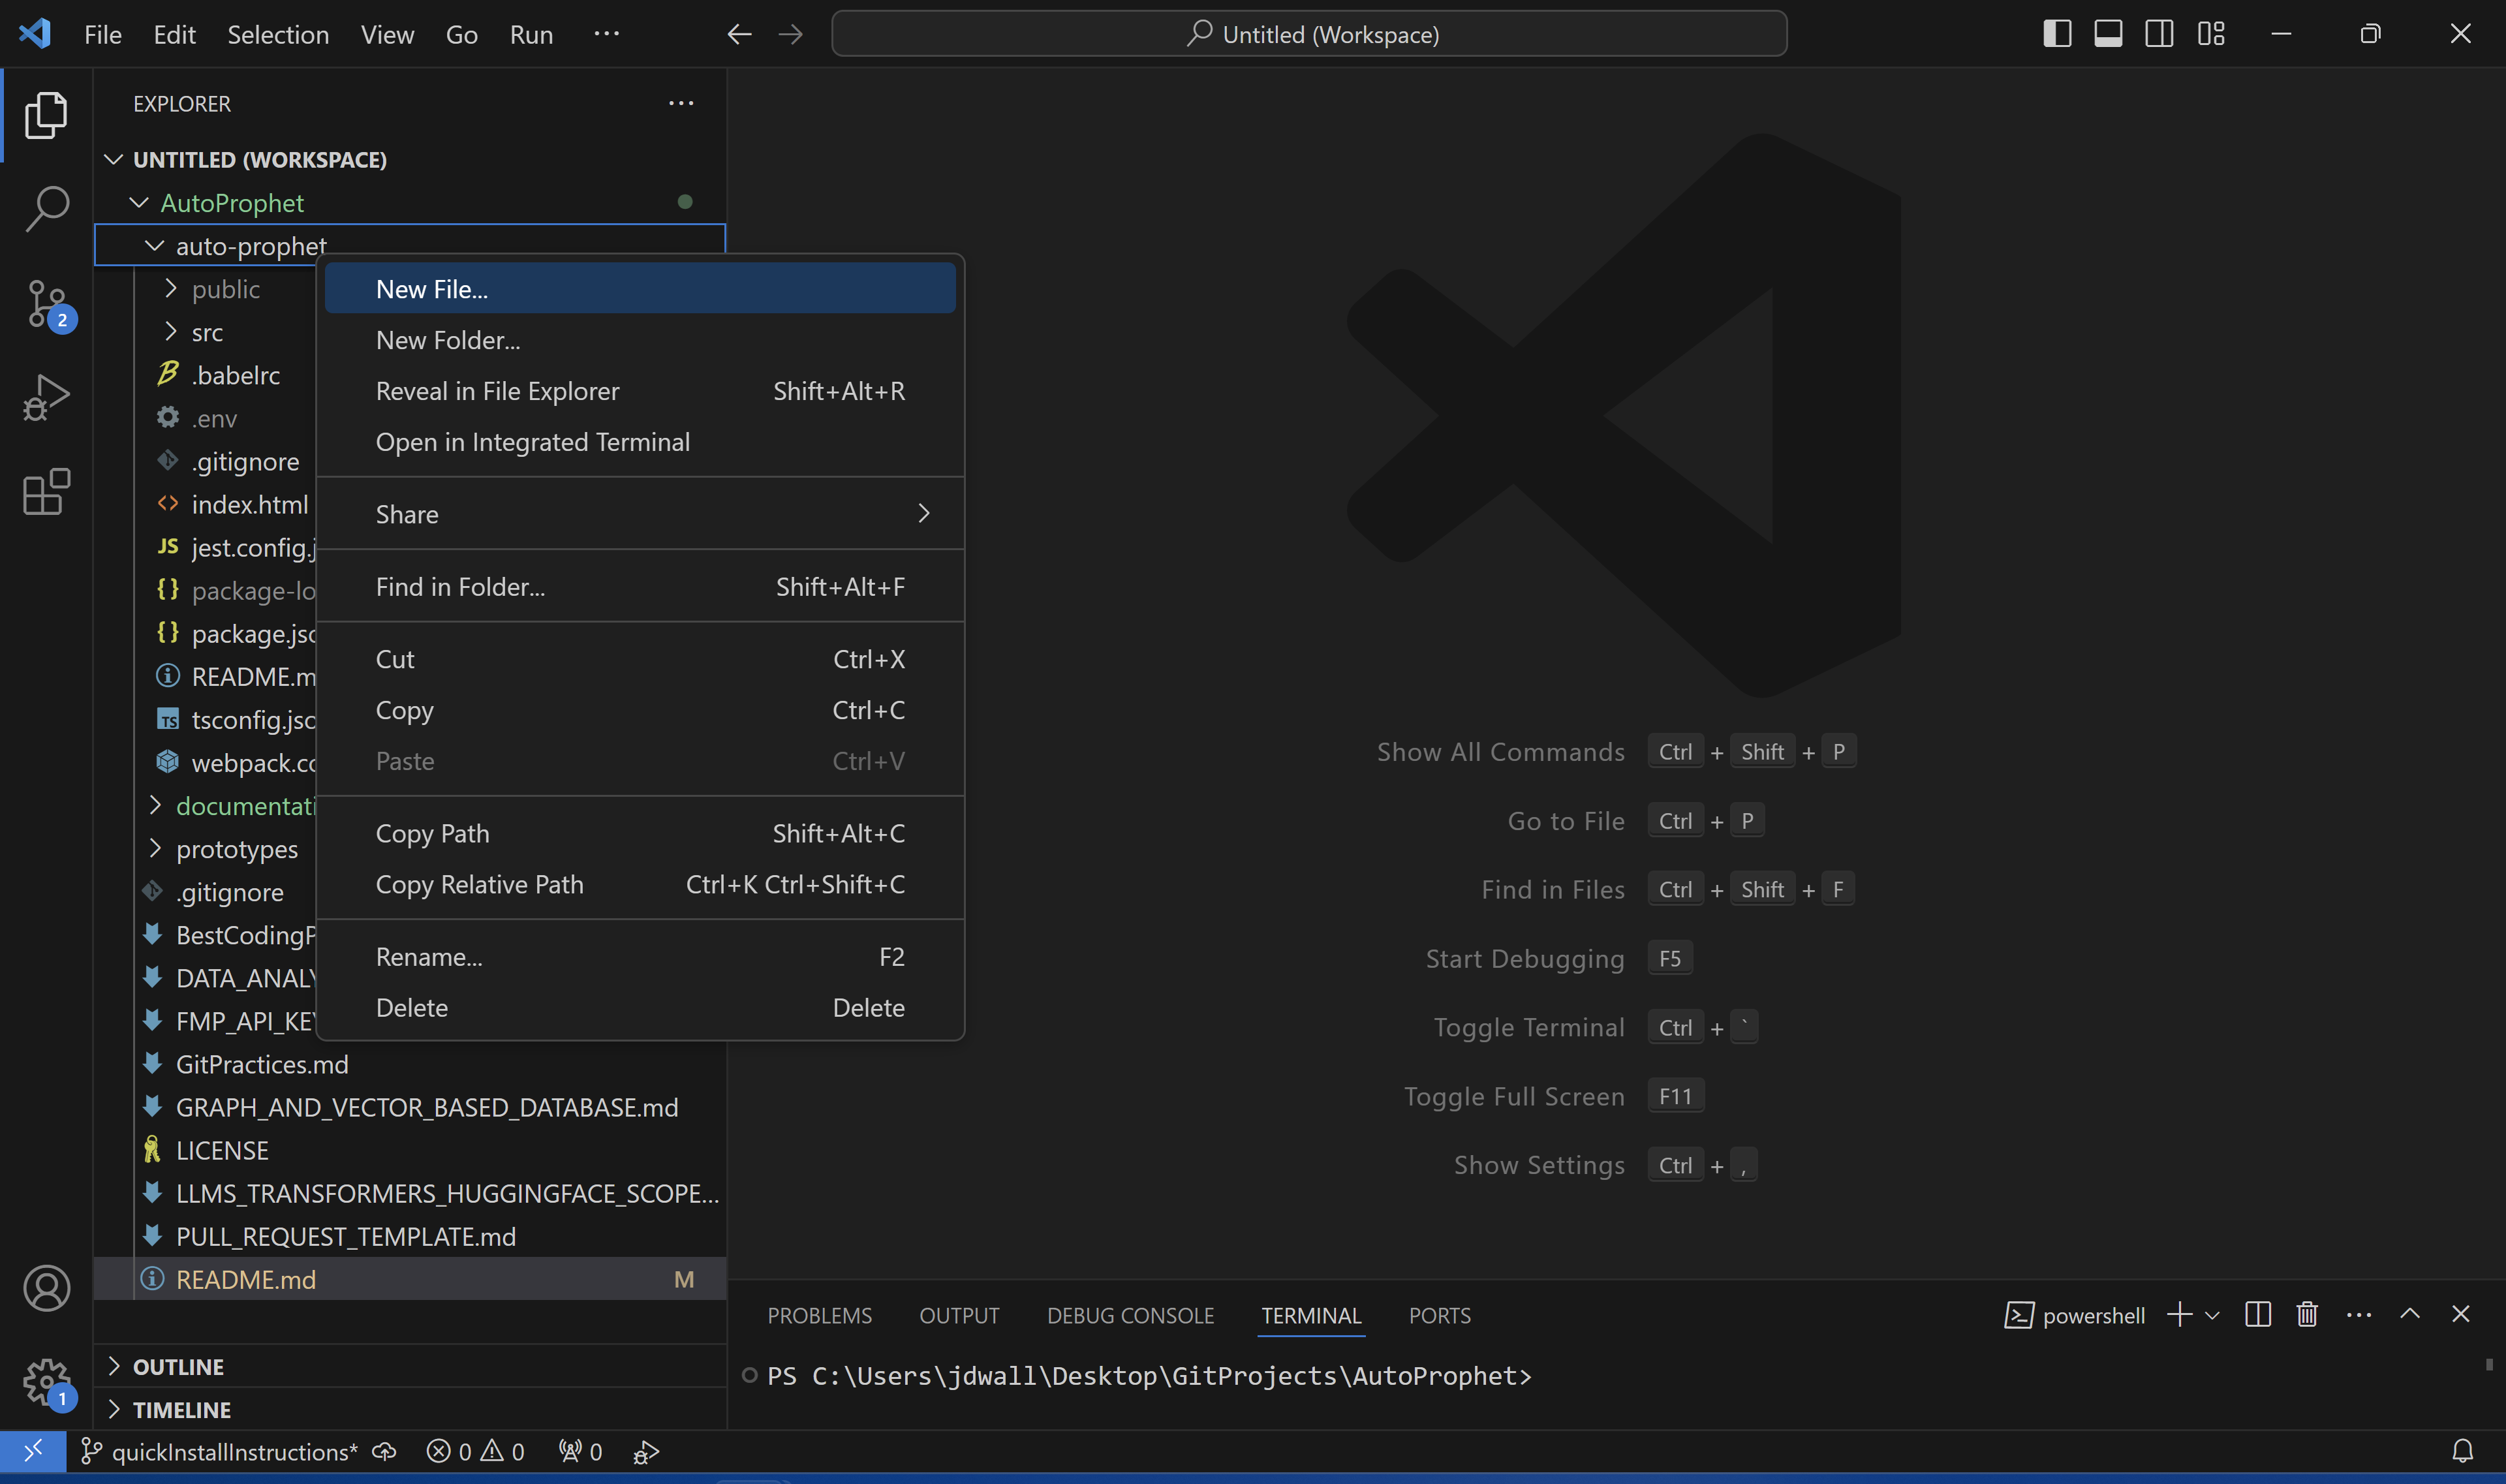 File Edit Selection View Go Run ··· Untitled (Workspace)
EXPLORER ···
UNTITLED (WORKSPACE)
AutoProphet
auto-prophet
public
src
.babelrc
.env
.gitignore
index.html
JS jest.config.j
{} package-lo
{} package.jso
README.m
TS tsconfig.jso
webpack.co
documentati
prototypes
.gitignore
BestCodingP
DATA_ANALY
FMP_API_KEY
GitPractices.md
GRAPH_AND_VECTOR_BASED_DATABASE.md
LICENSE
LLMS_TRANSFORMERS_HUGGINGFACE_SCOPE...
PULL_REQUEST_TEMPLATE.md
README.md M
OUTLINE
TIMELINE
2
1
New File...
New Folder...
Reveal in File Explorer Shift+Alt+R
Open in Integrated Terminal
Share
Find in Folder... Shift+Alt+F
Cut Ctrl+X
Copy Ctrl+C
Paste Ctrl+V
Copy Path Shift+Alt+C
Copy Relative Path Ctrl+K Ctrl+Shift+C
Rename... F2
Delete Delete
Show All Commands Ctrl + Shift + P
Go to File Ctrl + P
Find in Files Ctrl + Shift + F
Start Debugging F5
Toggle Terminal Ctrl + `
Toggle Full Screen F11
Show Settings Ctrl + ,
PROBLEMS OUTPUT DEBUG CONSOLE TERMINAL PORTS powershell
PS C:\Users\jdwall\Desktop\GitProjects\AutoProphet>
quickInstallInstructions* 0 0 0